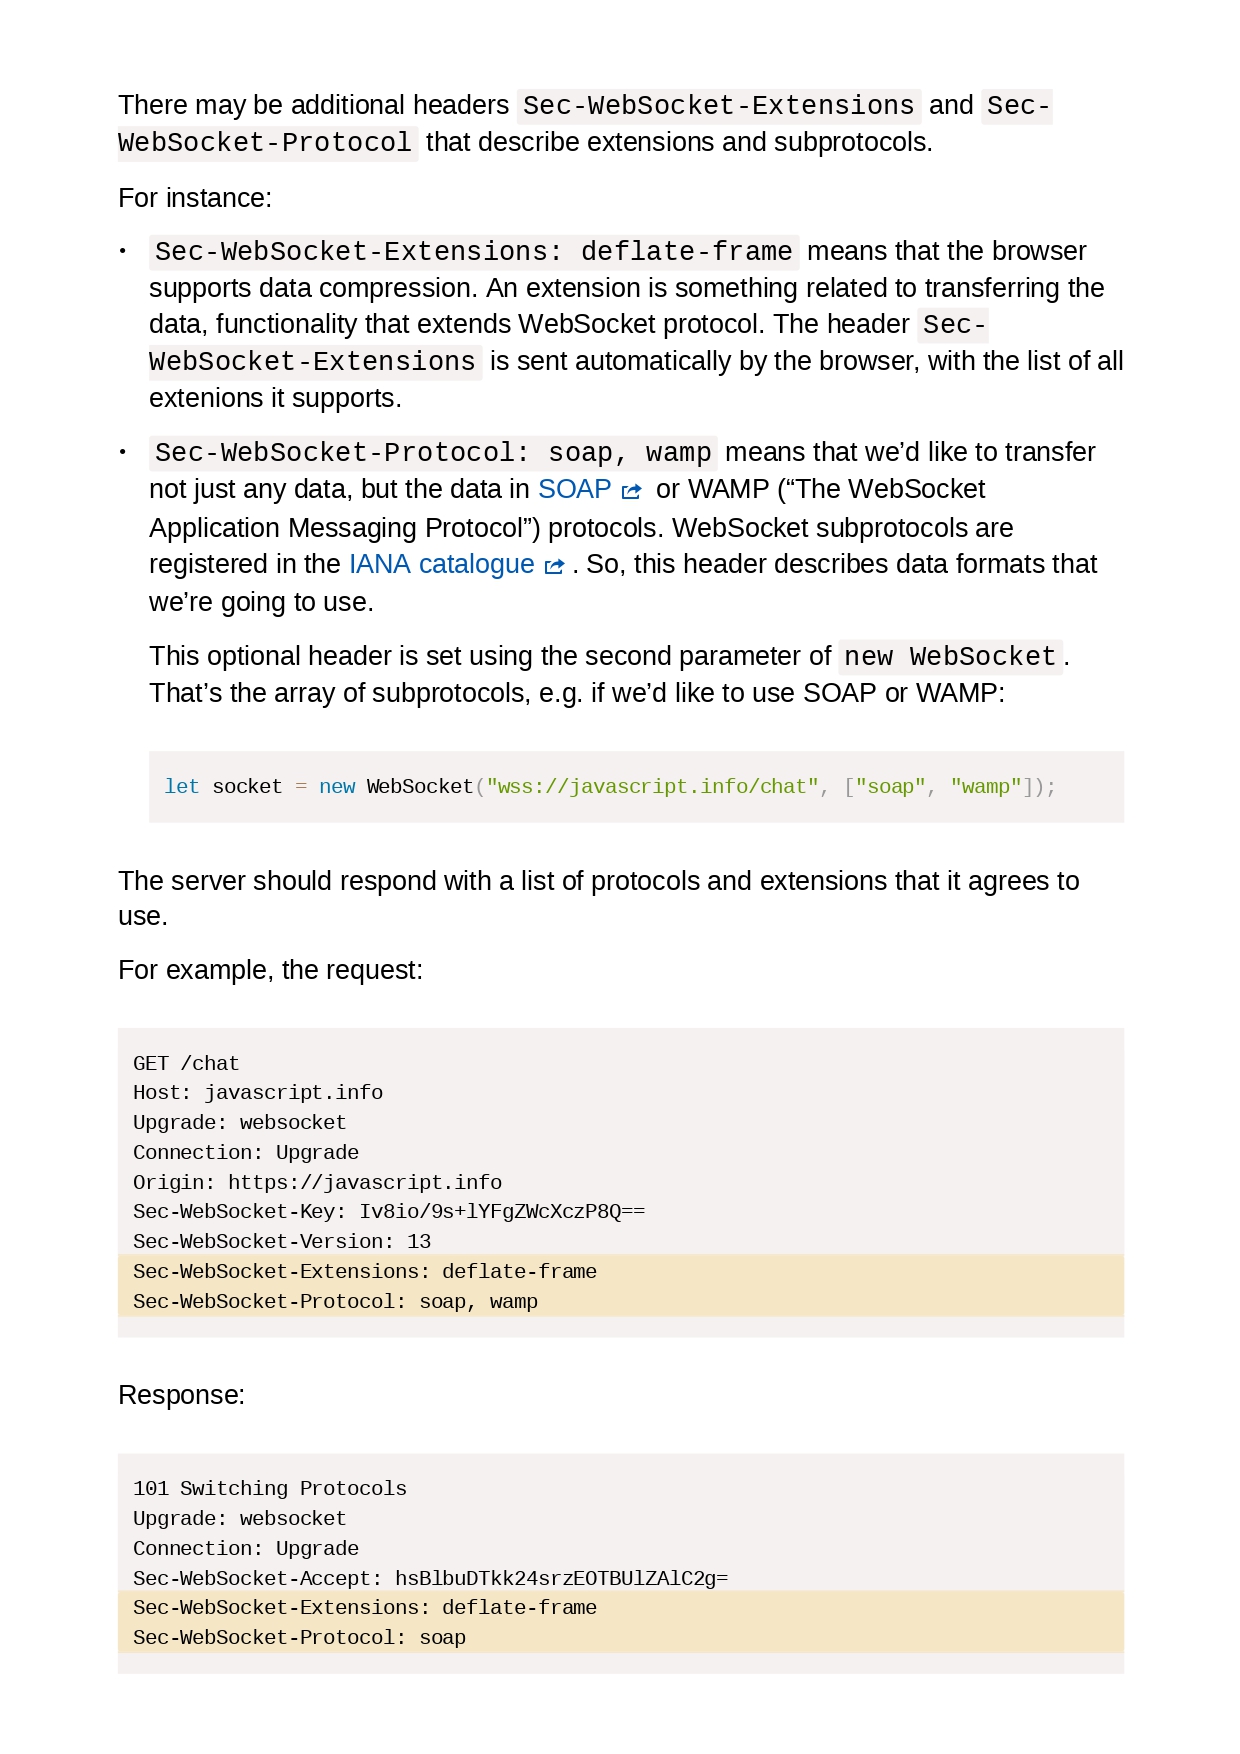 There may be additional headers Sec-WebSocket-Extensions and Sec-
WebSocket-Protocol that describe extensions and subprotocols.
For instance:
• Sec-WebSocket-Extensions: deflate-frame means that the browser
supports data compression. An extension is something related to transferring the
data, functionality that extends WebSocket protocol. The header Sec-
WebSocket-Extensions is sent automatically by the browser, with the list of all
extenions it supports.
• Sec-WebSocket-Protocol: soap, wamp means that we’d like to transfer
not just any data, but the data in SOAP or WAMP (“The WebSocket
Application Messaging Protocol”) protocols. WebSocket subprotocols are
registered in the IANA catalogue . So, this header describes data formats that
we’re going to use.
This optional header is set using the second parameter of new WebSocket.
That’s the array of subprotocols, e.g. if we’d like to use SOAP or WAMP:
let socket = new WebSocket("wss://javascript.info/chat", ["soap", "wamp"]);
The server should respond with a list of protocols and extensions that it agrees to
use.
For example, the request:
GET /chat
Host: javascript.info
Upgrade: websocket
Connection: Upgrade
Origin: https://javascript.info
Sec-WebSocket-Key: Iv8io/9s+lYFgZWcXczP8Q==
Sec-WebSocket-Version: 13
Sec-WebSocket-Extensions: deflate-frame
Sec-WebSocket-Protocol: soap, wamp
Response:
101 Switching Protocols
Upgrade: websocket
Connection: Upgrade
Sec-WebSocket-Accept: hsBlbuDTkk24srzEOTBUlZAlC2g=
Sec-WebSocket-Extensions: deflate-frame
Sec-WebSocket-Protocol: soap